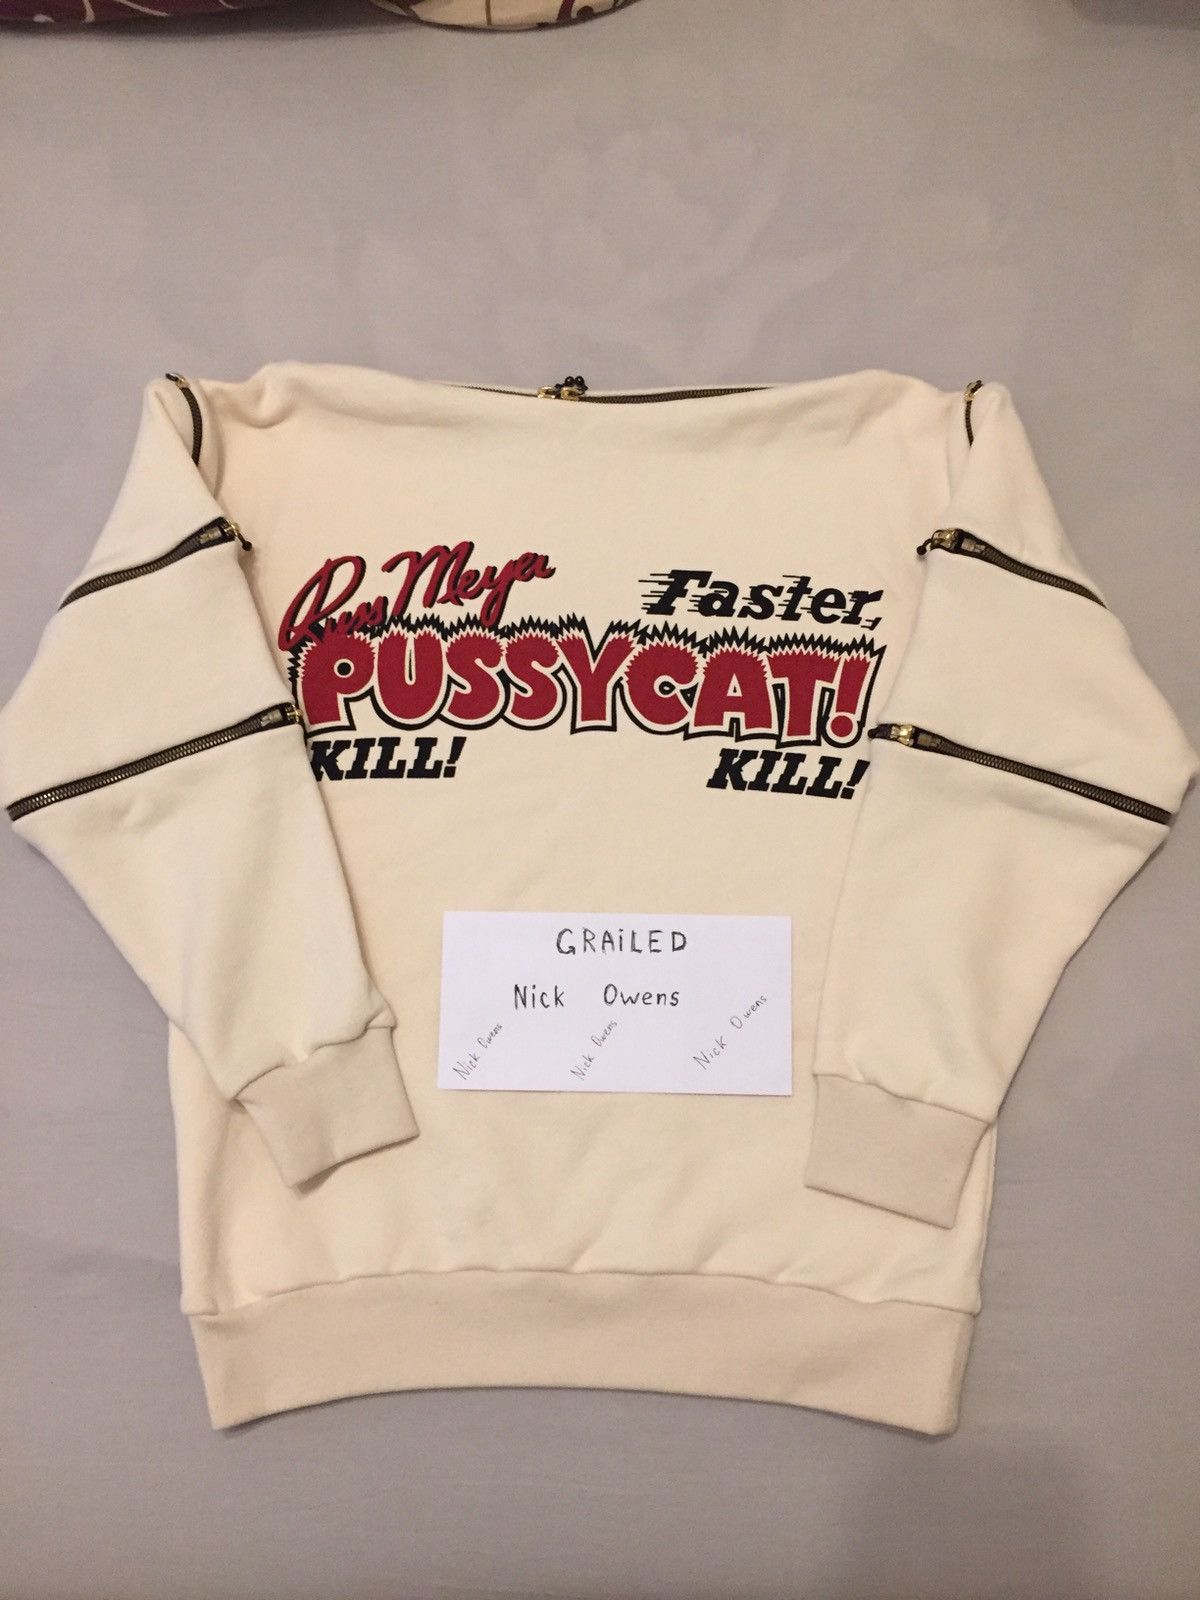 Russ Meyer
Faster,
PUSSYCAT!
KILL! KILL!
GRAiLED
Nick Owens
Nick Owens
Nick Owens
Nick Owens